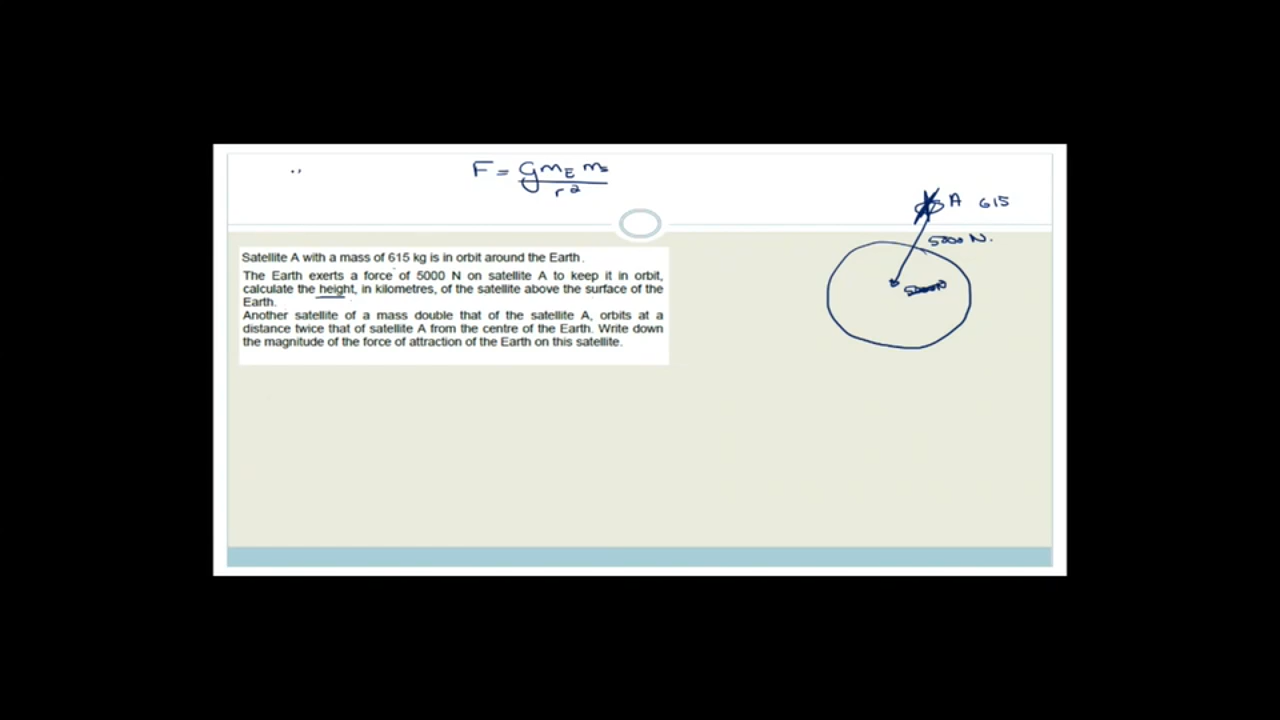 F = Gm_E m_s
r²
A 615
5000 N.
Satellite A with a mass of 615 kg is in orbit around the Earth.
The Earth exerts a force of 5000 N on satellite A to keep it in orbit,
calculate the height, in kilometres, of the satellite above the surface of the
Earth.
Another satellite of a mass double that of the satellite A, orbits at a
distance twice that of satellite A from the centre of the Earth. Write down
the magnitude of the force of attraction of the Earth on this satellite.